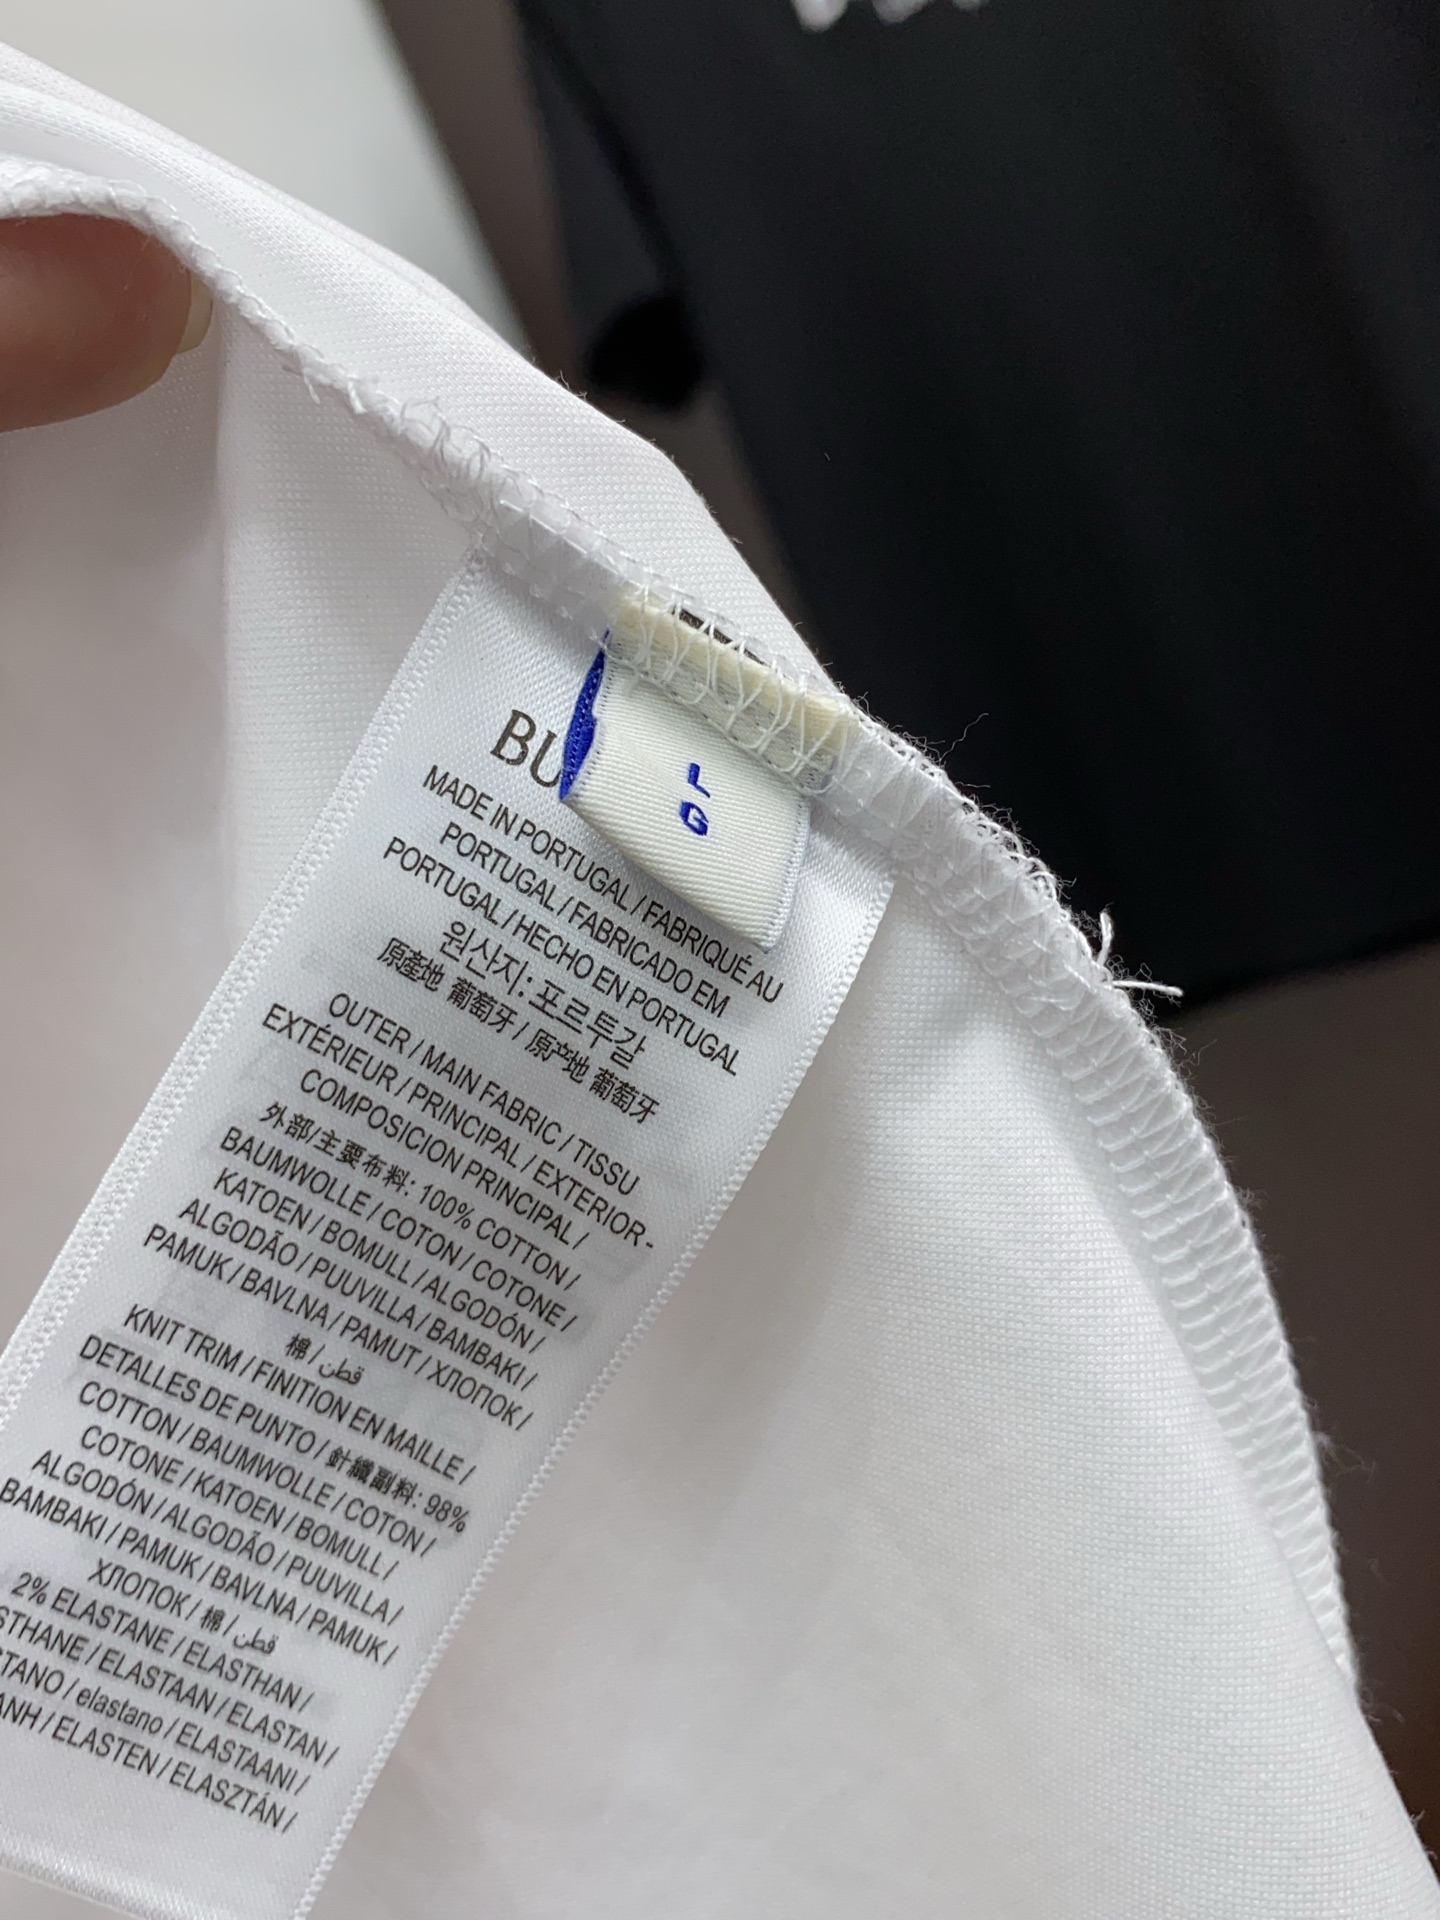 BU
L
G
MADE IN PORTUGAL / FABRIQUÉ AU
PORTUGAL / FABRICADO EM
PORTUGAL / HECHO EN PORTUGAL
원산지: 포르투갈
原產地 葡萄牙 / 原产地 葡萄牙
OUTER / MAIN FABRIC / TISSU
EXTÉRIEUR / PRINCIPAL / EXTERIOR -
COMPOSICION PRINCIPAL /
外部/主要布料: 100% COTTON /
BAUMWOLLE / COTON / COTONE /
KATOEN / BOMULL / ALGODÓN /
ALGODÃO / PUUVILLA / BAMBAKI /
PAMUK / BAVLNA / PAMUT / ХЛОПОК /
棉 / قطن
KNIT TRIM / FINITION EN MAILLE /
DETALLES DE PUNTO / 針織副料: 98%
COTTON / BAUMWOLLE / COTON /
COTONE / KATOEN / BOMULL /
ALGODÓN / ALGODÃO / PUUVILLA /
BAMBAKI / PAMUK / BAVLNA / PAMUK /
ХЛОПОК / 棉 / قطن
2% ELASTANE / ELASTHAN /
STHANE / ELASTAAN / ELASTAN /
TANO / elastano / ELASTAANI /
ANH / ELASTEN / ELASZTÁN /